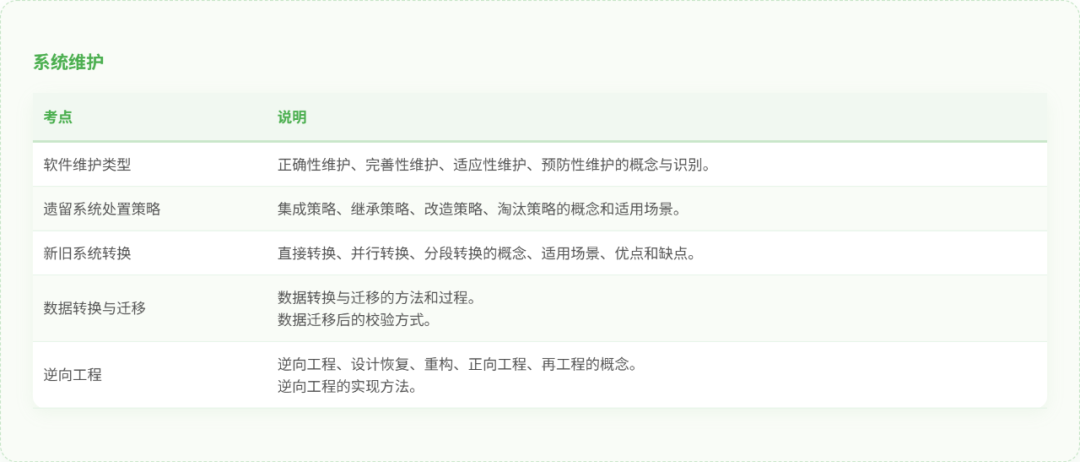 系统维护
考点 说明
软件维护类型 正确性维护、完善性维护、适应性维护、预防性维护的概念与识别。
遗留系统处置策略 集成策略、继承策略、改造策略、淘汰策略的概念和适用场景。
新旧系统转换 直接转换、并行转换、分段转换的概念、适用场景、优点和缺点。
数据转换与迁移 数据转换与迁移的方法和过程。
数据迁移后的校验方式。
逆向工程 逆向工程、设计恢复、重构、正向工程、再工程的概念。
逆向工程的实现方法。